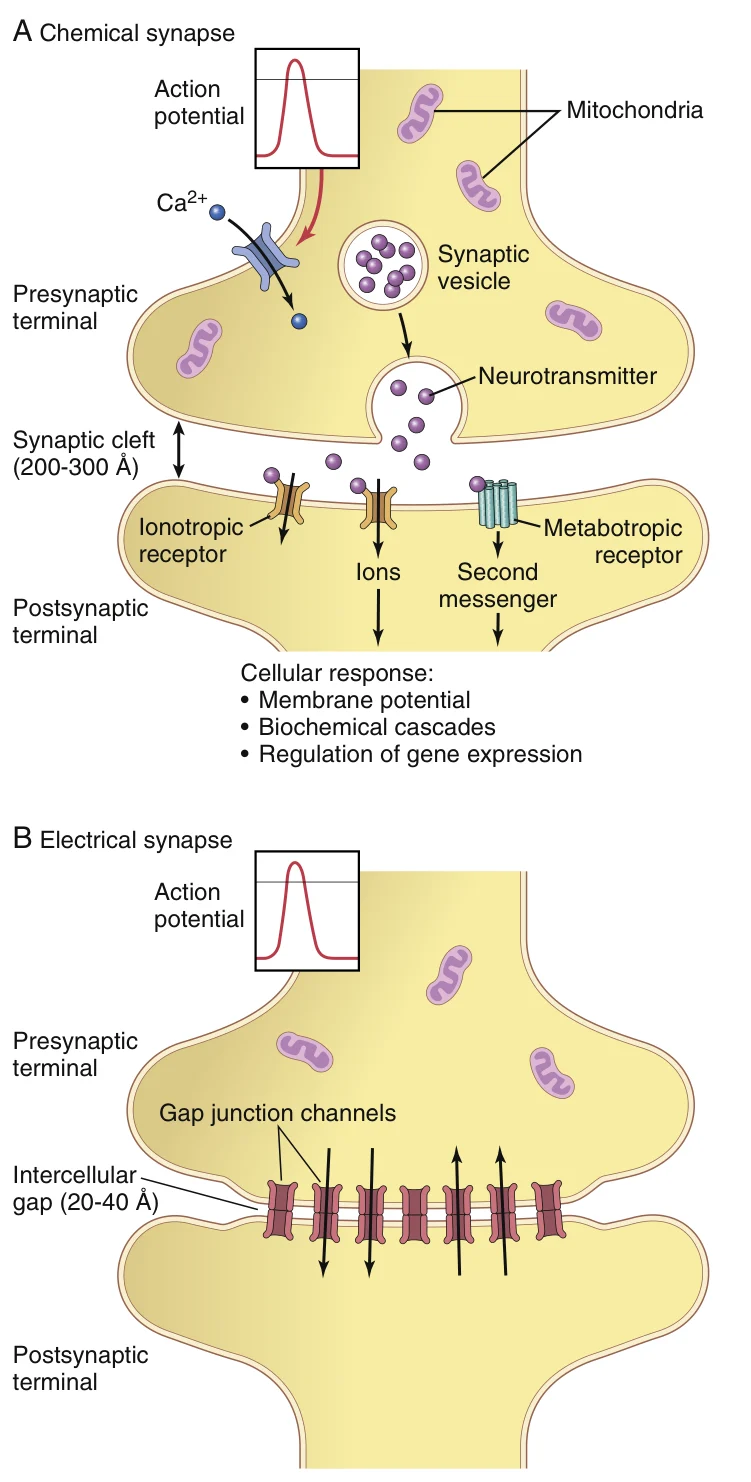 A Chemical synapse
Action
potential
Mitochondria
Ca2+
Synaptic
vesicle
Presynaptic
terminal
Neurotransmitter
Synaptic cleft
(200-300 Å)
Ionotropic
receptor
Metabotropic
receptor
Ions
Second
messenger
Postsynaptic
terminal
Cellular response:
• Membrane potential
• Biochemical cascades
• Regulation of gene expression
B Electrical synapse
Action
potential
Presynaptic
terminal
Gap junction channels
Intercellular
gap (20-40 Å)
Postsynaptic
terminal